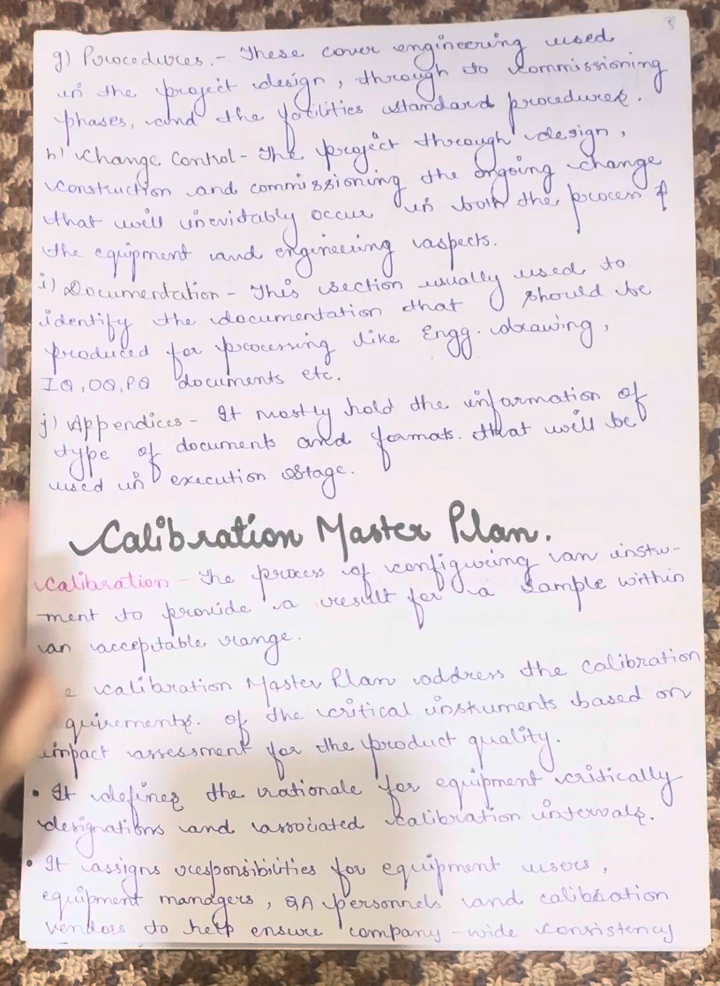 g) Procedures.- These cover engineering used
in the project design, through to commissioning
phases, and the facilities standard procedures.
h) Change Control- The project through design,
construction and commissioning the ongoing change
that will inevitably occur in both the process &
the equipment and engineering aspects.
i) Documentation - This section usually used to
identify the documentation that should be
produced for processing like Engg. drawing,
IQ, OQ, PQ documents etc.
j) Appendices - It mostly hold the information of
type of documents and formats. that will be
used in execution stage.
Calibration Master Plan.
Calibration - The process of configuring an instru-
ment to provide a result for a sample within
an acceptable range.
e calibration Master Plan address the calibration
quirements. of the critical instruments based on
impact assessment for the product quality.
• It defines the rationale for equipment critically
designations and associated calibration intervals.
• It assigns responsibilities for equipment users,
equipment managers, QA personnels and calibration
vendors to help ensure company-wide consistency